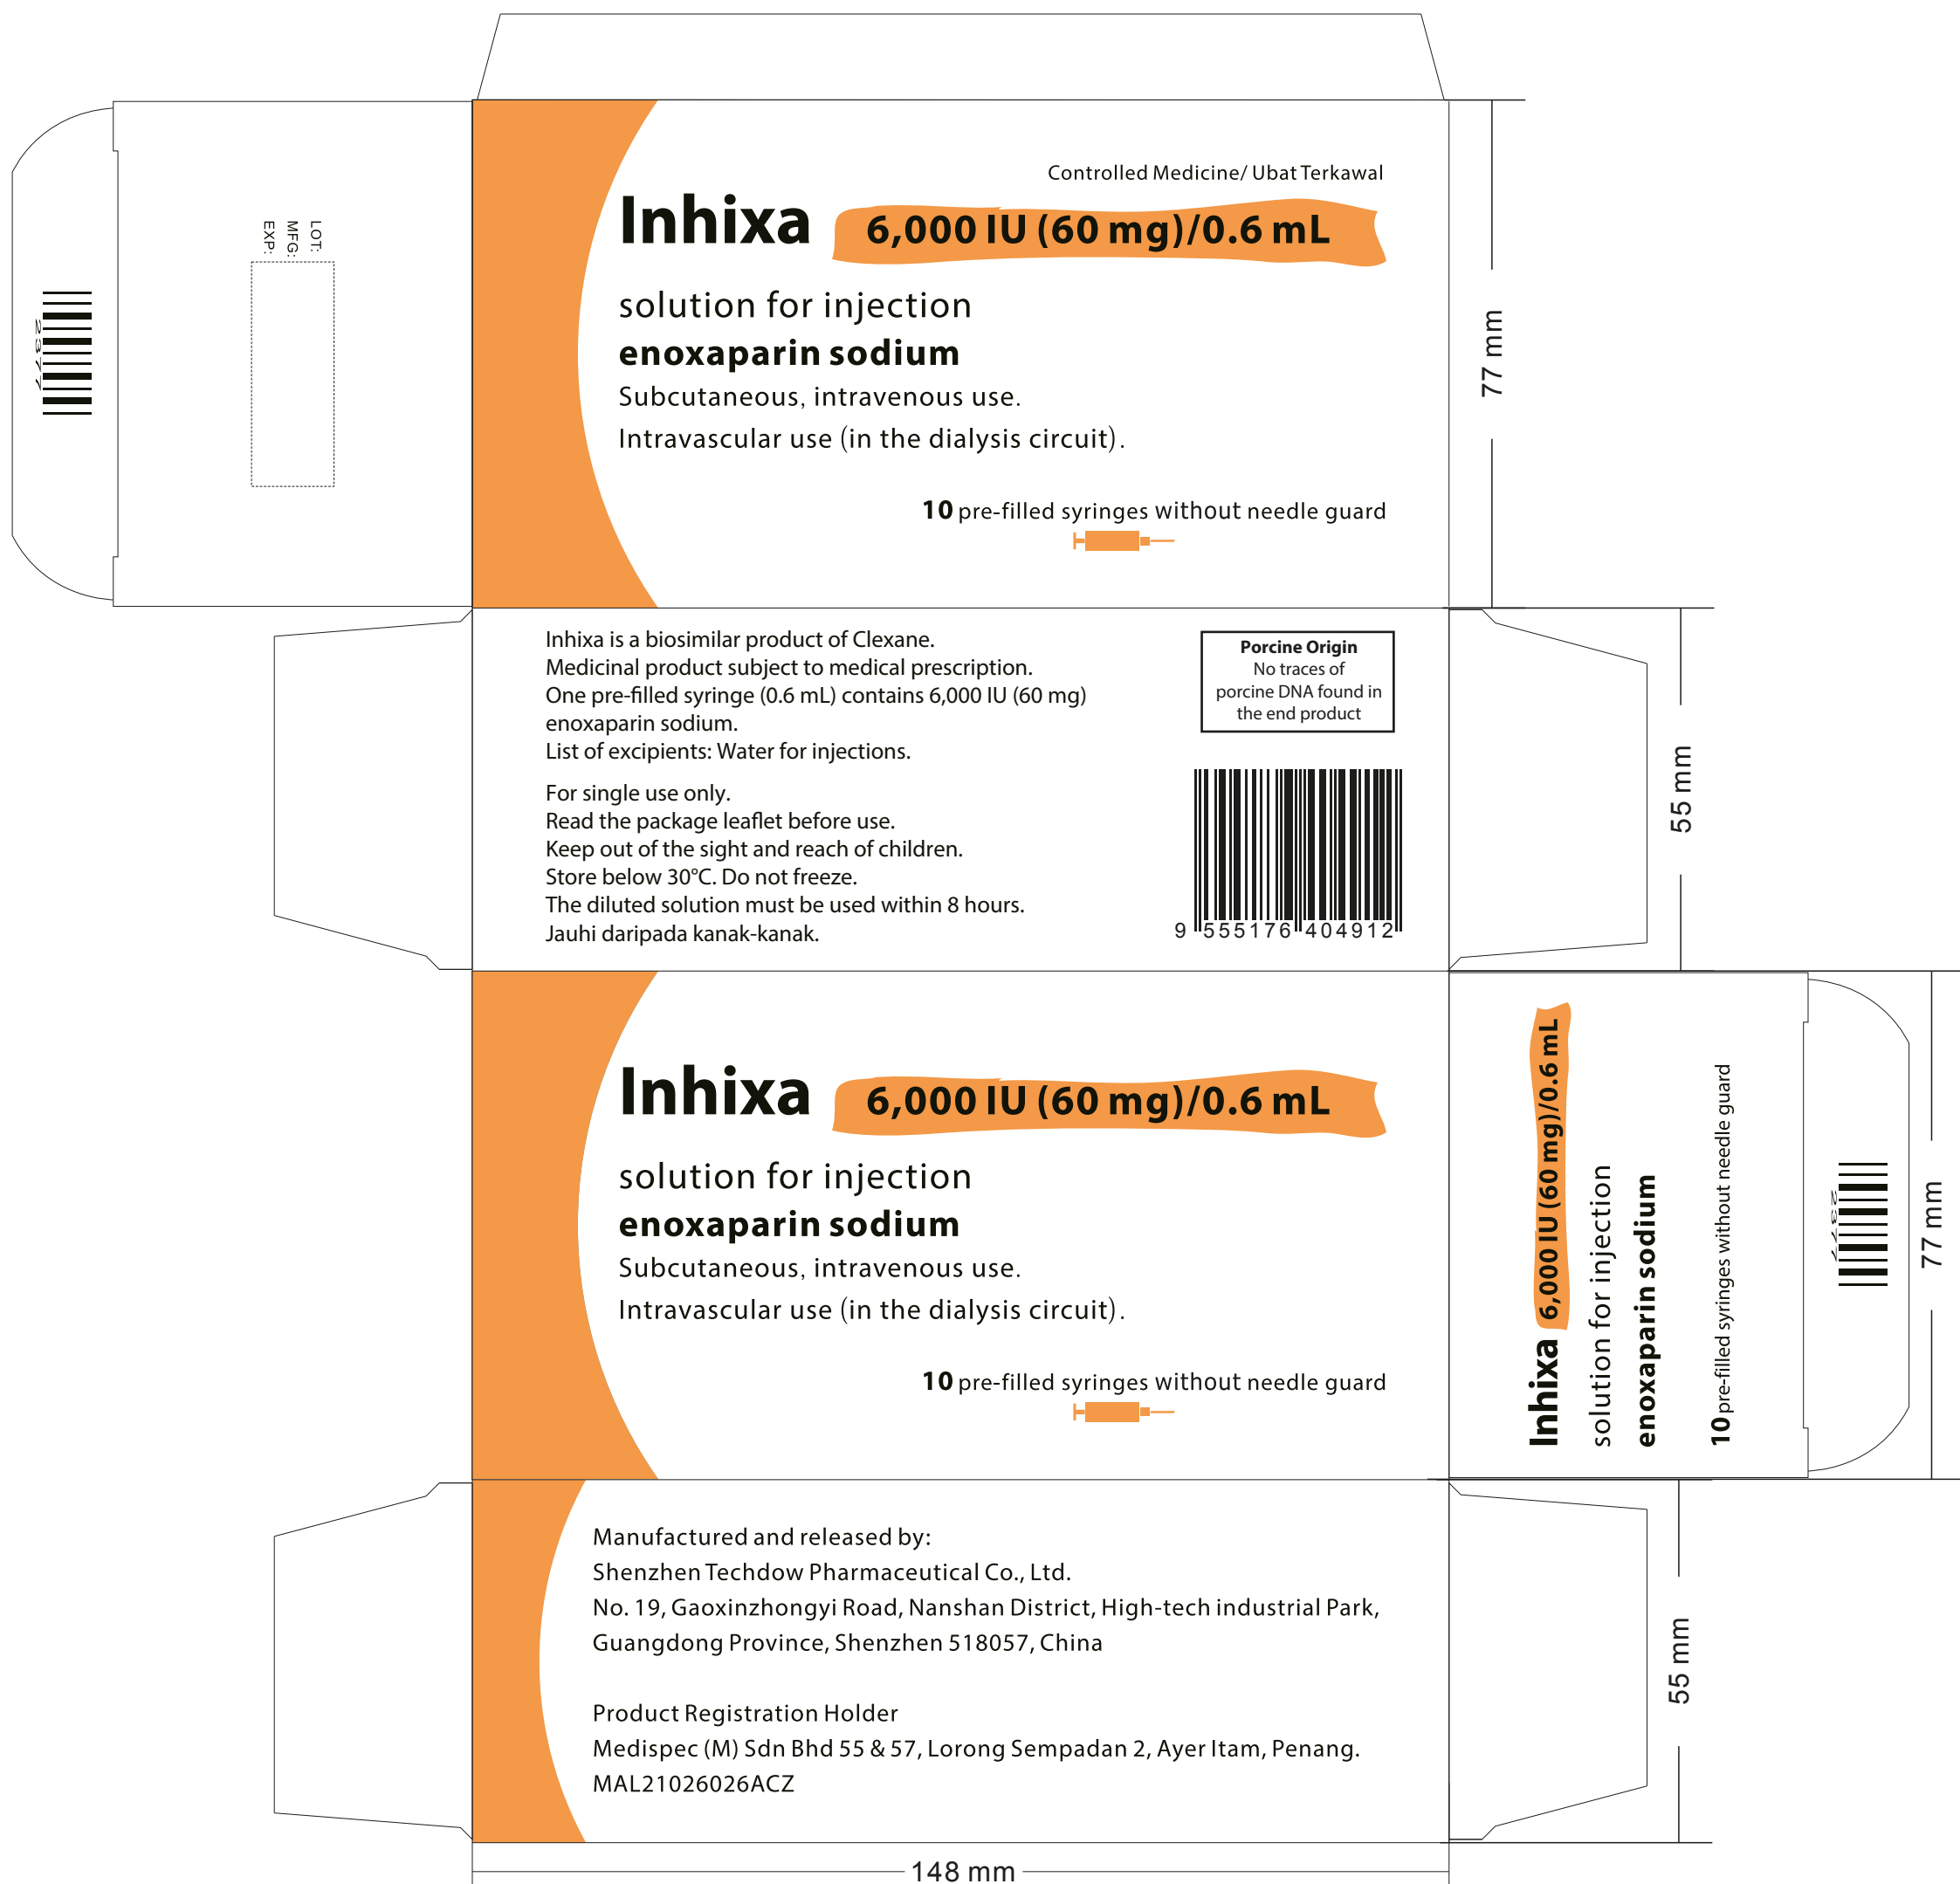 Controlled Medicine/ Ubat Terkawal
Inhixa 6,000 IU (60 mg)/0.6 mL
solution for injection
enoxaparin sodium
Subcutaneous, intravenous use.
Intravascular use (in the dialysis circuit).
10 pre-filled syringes without needle guard
LOT:
MFG:
EXP:
2377
77 mm
Inhixa is a biosimilar product of Clexane.
Medicinal product subject to medical prescription.
One pre-filled syringe (0.6 mL) contains 6,000 IU (60 mg)
enoxaparin sodium.
List of excipients: Water for injections.
For single use only.
Read the package leaflet before use.
Keep out of the sight and reach of children.
Store below 30°C. Do not freeze.
The diluted solution must be used within 8 hours.
Jauhi daripada kanak-kanak.
Porcine Origin
No traces of
porcine DNA found in
the end product
9 555176 404912
55 mm
Inhixa 6,000 IU (60 mg)/0.6 mL
solution for injection
enoxaparin sodium
Subcutaneous, intravenous use.
Intravascular use (in the dialysis circuit).
10 pre-filled syringes without needle guard
Inhixa 6,000 IU (60 mg)/0.6 mL
solution for injection
enoxaparin sodium
10 pre-filled syringes without needle guard
2377
77 mm
Manufactured and released by:
Shenzhen Techdow Pharmaceutical Co., Ltd.
No. 19, Gaoxinzhongyi Road, Nanshan District, High-tech industrial Park,
Guangdong Province, Shenzhen 518057, China
Product Registration Holder
Medispec (M) Sdn Bhd 55 & 57, Lorong Sempadan 2, Ayer Itam, Penang.
MAL21026026ACZ
55 mm
148 mm